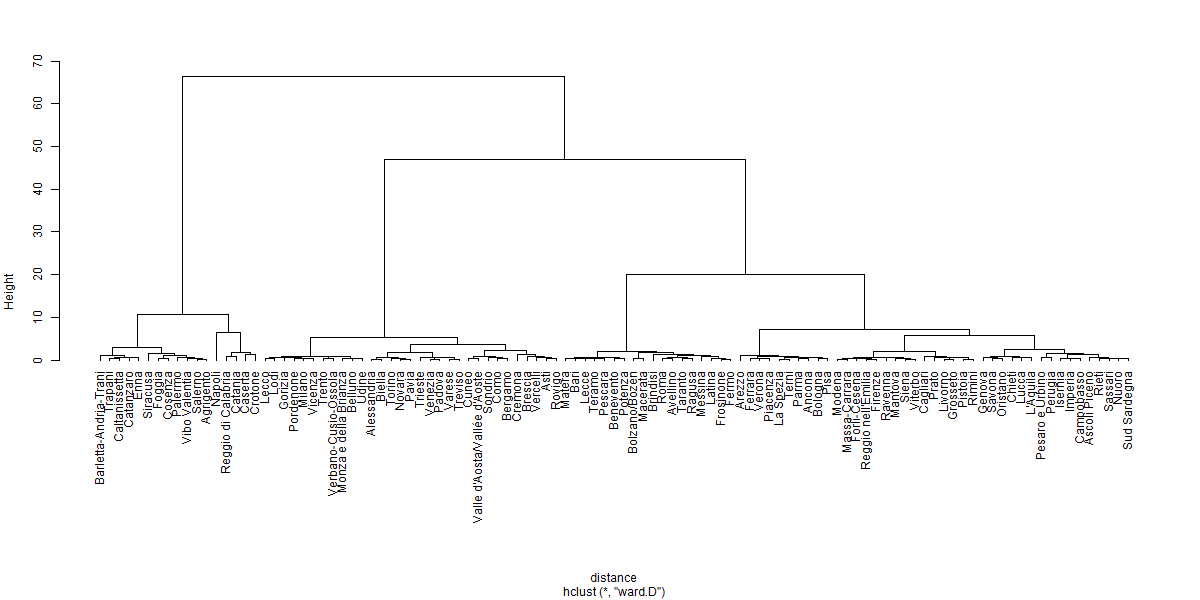 70
60
50
40
30
20
10
0
Height
Barletta-Andria-Trani
Trapani
Caltanissetta
Catanzaro
Enna
Siracusa
Foggia
Cosenza
Palermo
Vibo Valentia
Salerno
Agrigento
Napoli
Reggio di Calabria
Catania
Caserta
Crotone
Lecco
Lodi
Gorizia
Pordenone
Milano
Vicenza
Trento
Verbano-Cusio-Ossola
Monza e della Brianza
Belluno
Udine
Alessandria
Biella
Torino
Novara
Pavia
Trieste
Venezia
Padova
Varese
Treviso
Cuneo
Valle d'Aosta/Vallée d'Aoste
Sondrio
Como
Bergamo
Cremona
Brescia
Vercelli
Asti
Rovigo
Matera
Bari
Lecce
Teramo
Pescara
Benevento
Potenza
Bolzano/Bozen
Macerata
Brindisi
Roma
Avellino
Taranto
Ragusa
Messina
Latina
Frosinone
Fermo
Arezzo
Ferrara
Verona
Piacenza
La Spezia
Terni
Parma
Ancona
Bologna
Pisa
Modena
Massa-Carrara
Forlì-Cesena
Reggio nell'Emilia
Firenze
Ravenna
Mantova
Siena
Viterbo
Cagliari
Prato
Livorno
Grosseto
Pistoia
Rimini
Genova
Savona
Oristano
Chieti
Lucca
L'Aquila
Pesaro e Urbino
Perugia
Isernia
Imperia
Campobasso
Ascoli Piceno
Rieti
Sassari
Nuoro
Sud Sardegna
distance
hclust (*, "ward.D")